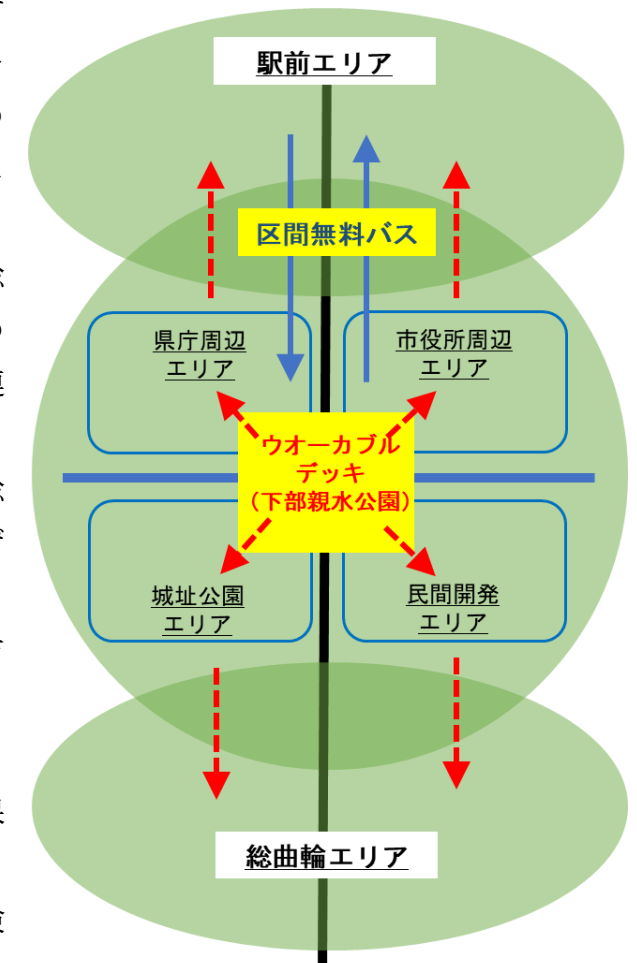 駅前エリア
区間無料バス
県庁周辺
エリア
市役所周辺
エリア
ウオーカブル
デッキ
（下部親水公園）
城址公園
エリア
民間開発
エリア
総曲輪エリア